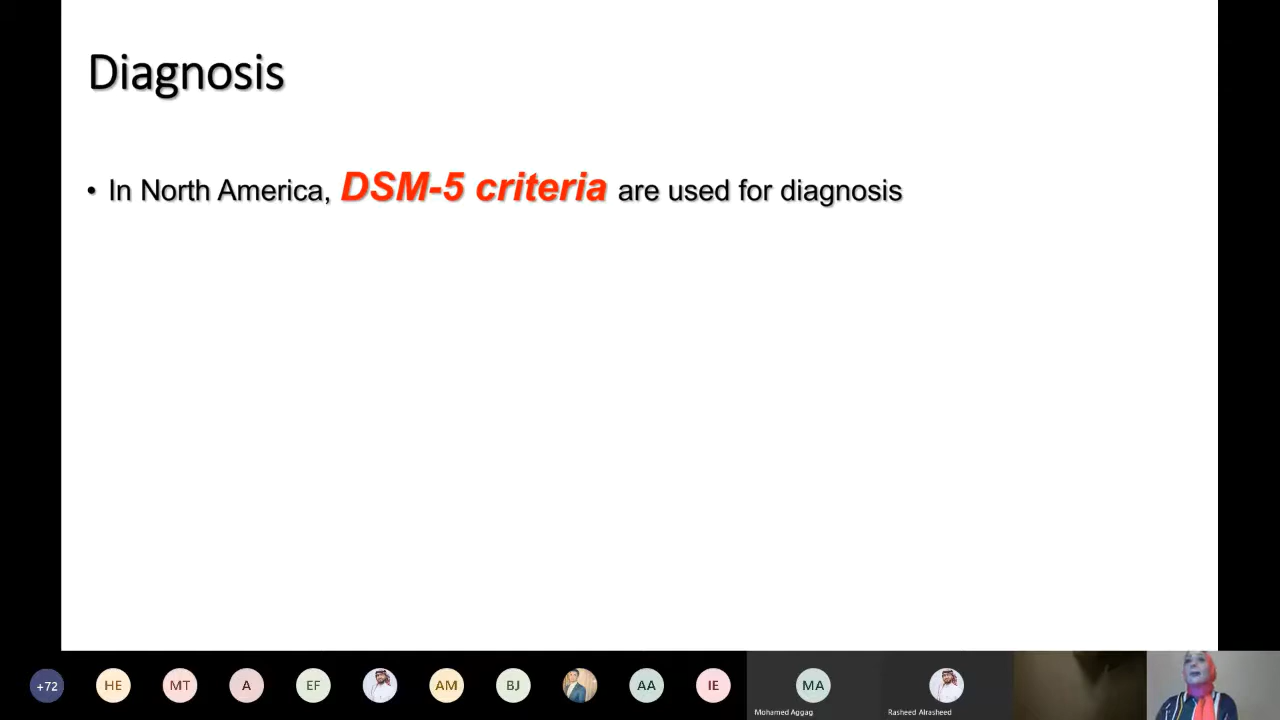 Diagnosis
• In North America, DSM-5 criteria are used for diagnosis
+72 HE MT A EF AM BJ AA IE MA
Mohamed Aggag Rasheed Alrasheed